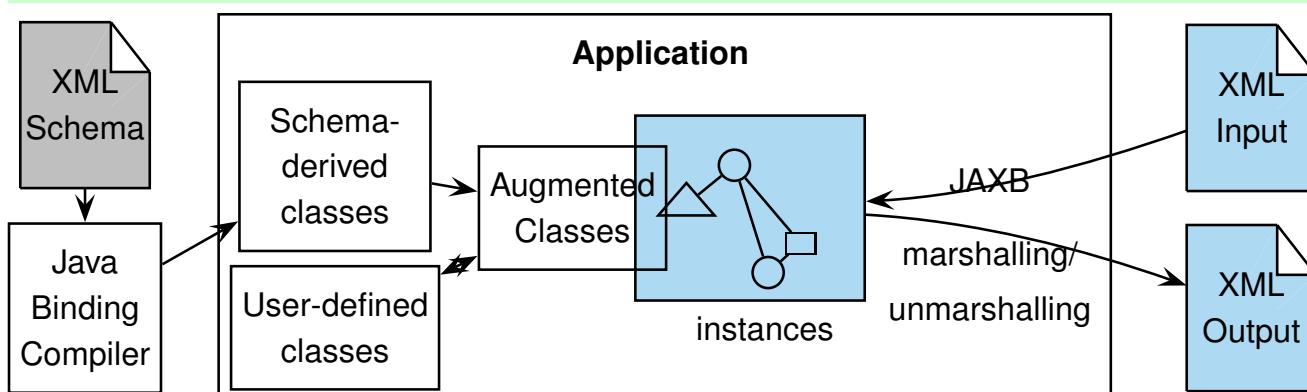 XML
Schema
Java
Binding
Compiler
Application
Schema-
derived
classes
User-defined
classes
Augmented
Classes
instances
JAXB
marshalling/
unmarshalling
XML
Input
XML
Output